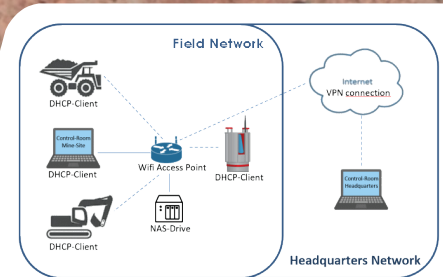 Field Network
DHCP-Client
Internet
VPN connection
Control-Room
Mine Site
DHCP-Client
Wifi Access Point
DHCP-Client
Control-Room
Headquarters
DHCP-Client
NAS-Drive
Headquarters Network